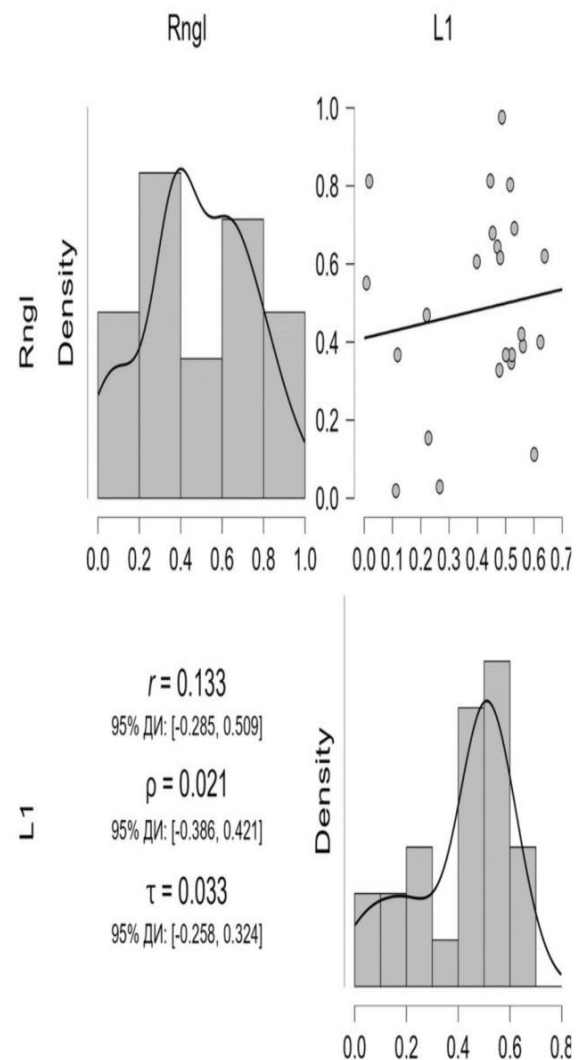 Rngl L1
Rngl
Density
1.0
0.8
0.6
0.4
0.2
0.0
0.0 0.2 0.4 0.6 0.8 1.0
0.0 0.1 0.2 0.3 0.4 0.5 0.6 0.7
L1
r = 0.133
95% ДИ: [-0.285, 0.509]
ρ = 0.021
95% ДИ: [-0.386, 0.421]
τ = 0.033
95% ДИ: [-0.258, 0.324]
Density
0.0 0.2 0.4 0.6 0.8